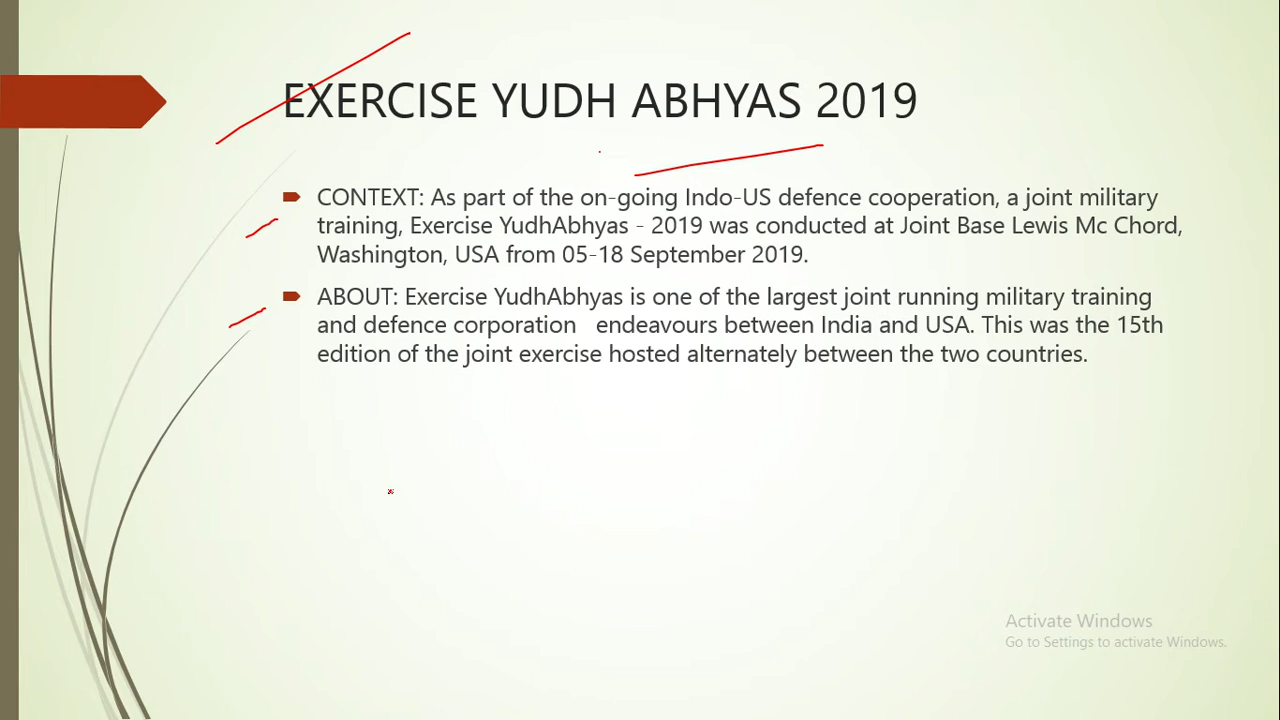 EXERCISE YUDH ABHYAS 2019
CONTEXT: As part of the on-going Indo-US defence cooperation, a joint military
training, Exercise YudhAbhyas - 2019 was conducted at Joint Base Lewis Mc Chord,
Washington, USA from 05-18 September 2019.
ABOUT: Exercise YudhAbhyas is one of the largest joint running military training
and defence corporation endeavours between India and USA. This was the 15th
edition of the joint exercise hosted alternately between the two countries.
Activate Windows
Go to Settings to activate Windows.